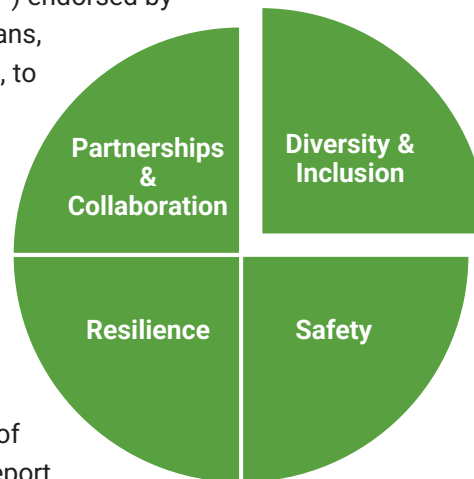 ) endorsed by
ans,
, to
Partnerships
&
Collaboration
Diversity &
Inclusion
Resilience
Safety
of
eport